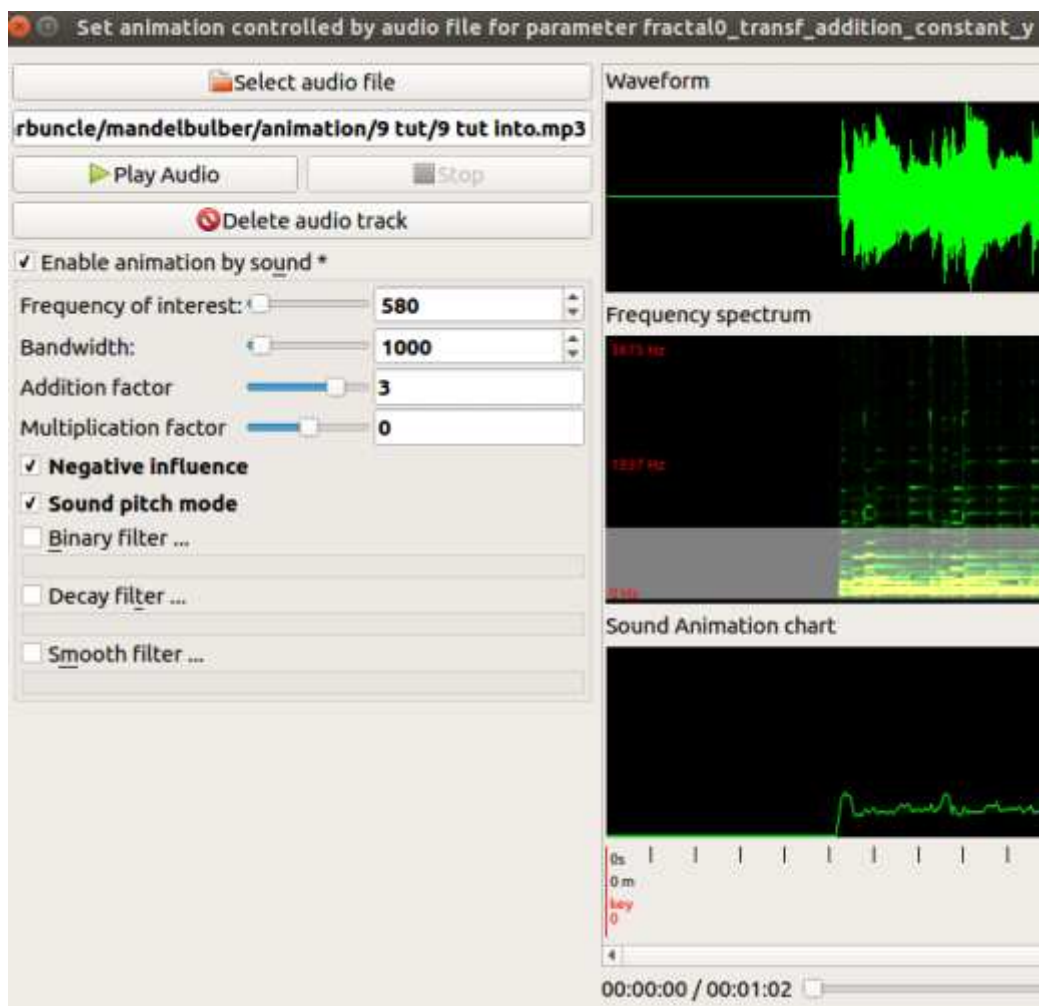 Set animation controlled by audio file for parameter fractal0_transf_addition_constant_y
Select audio file
rbuncle/mandelbulber/animation/9 tut/9 tut into.mp3
Play Audio
Stop
Delete audio track
Enable animation by sound *
Frequency of interest: 580
Bandwidth: 1000
Addition factor 3
Multiplication factor 0
Negative influence
Sound pitch mode
Binary filter ...
Decay filter ...
Smooth filter ...
Waveform
Frequency spectrum
0 Hz
Sound Animation chart
0s
0 m
key
0
00:00:00 / 00:01:02